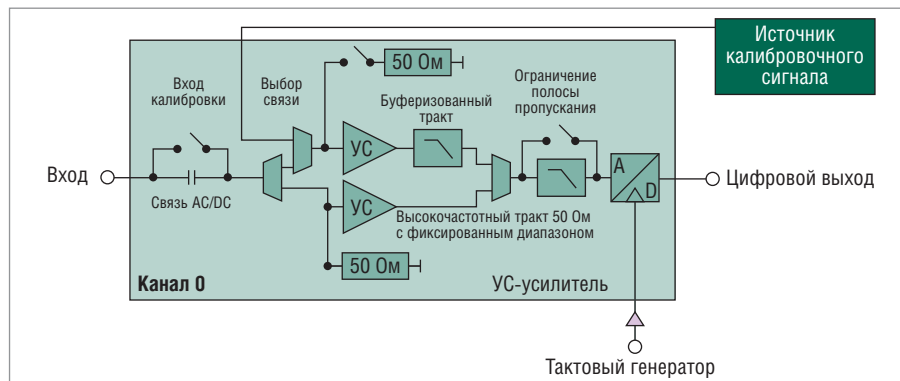 Источник
калибровочного
сигнала
50 Ом
Вход
калибровки
Выбор
связи
Ограничение
полосы
пропускания
Буферизованный
тракт
УС
A
D
Вход
Цифровой выход
Связь AC/DC
УС
Высокочастотный тракт 50 Ом
с фиксированным диапазоном
50 Ом
Канал 0
УС-усилитель
Тактовый генератор